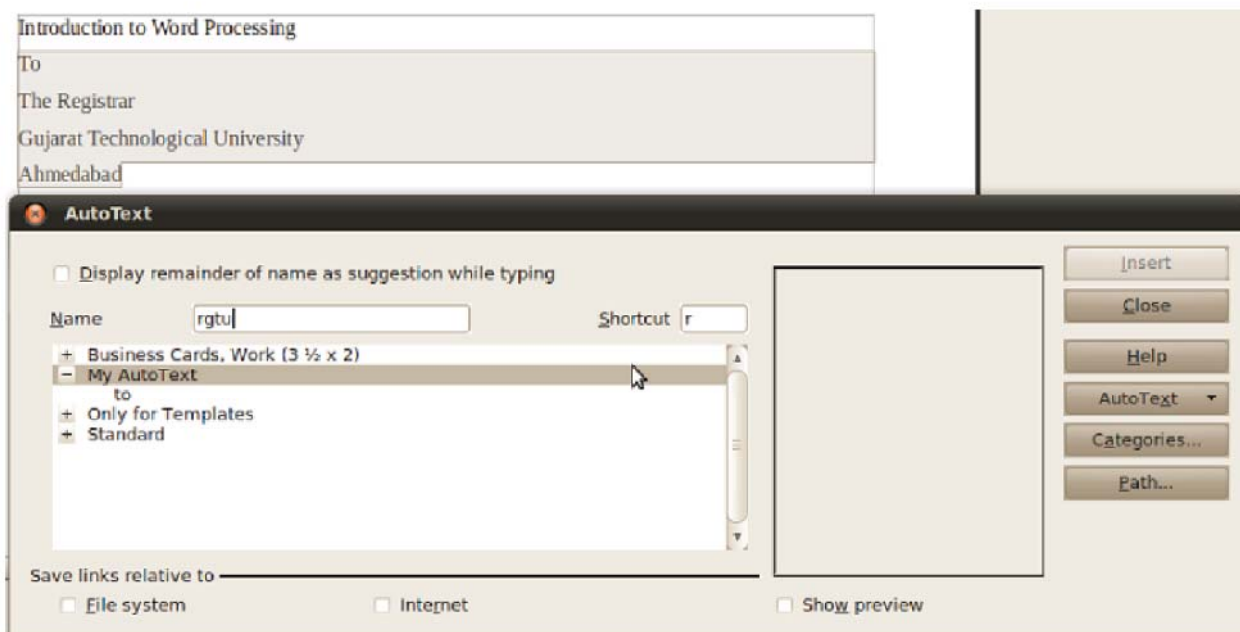 Introduction to Word Processing
To
The Registrar
Gujarat Technological University
Ahmedabad
AutoText
Display remainder of name as suggestion while typing
Name rgtu Shortcut r
+ Business Cards, Work (3 ½ x 2)
− My AutoText
to
+ Only for Templates
+ Standard
Insert
Close
Help
AutoText
Categories...
Path...
Save links relative to
File system Internet Show preview